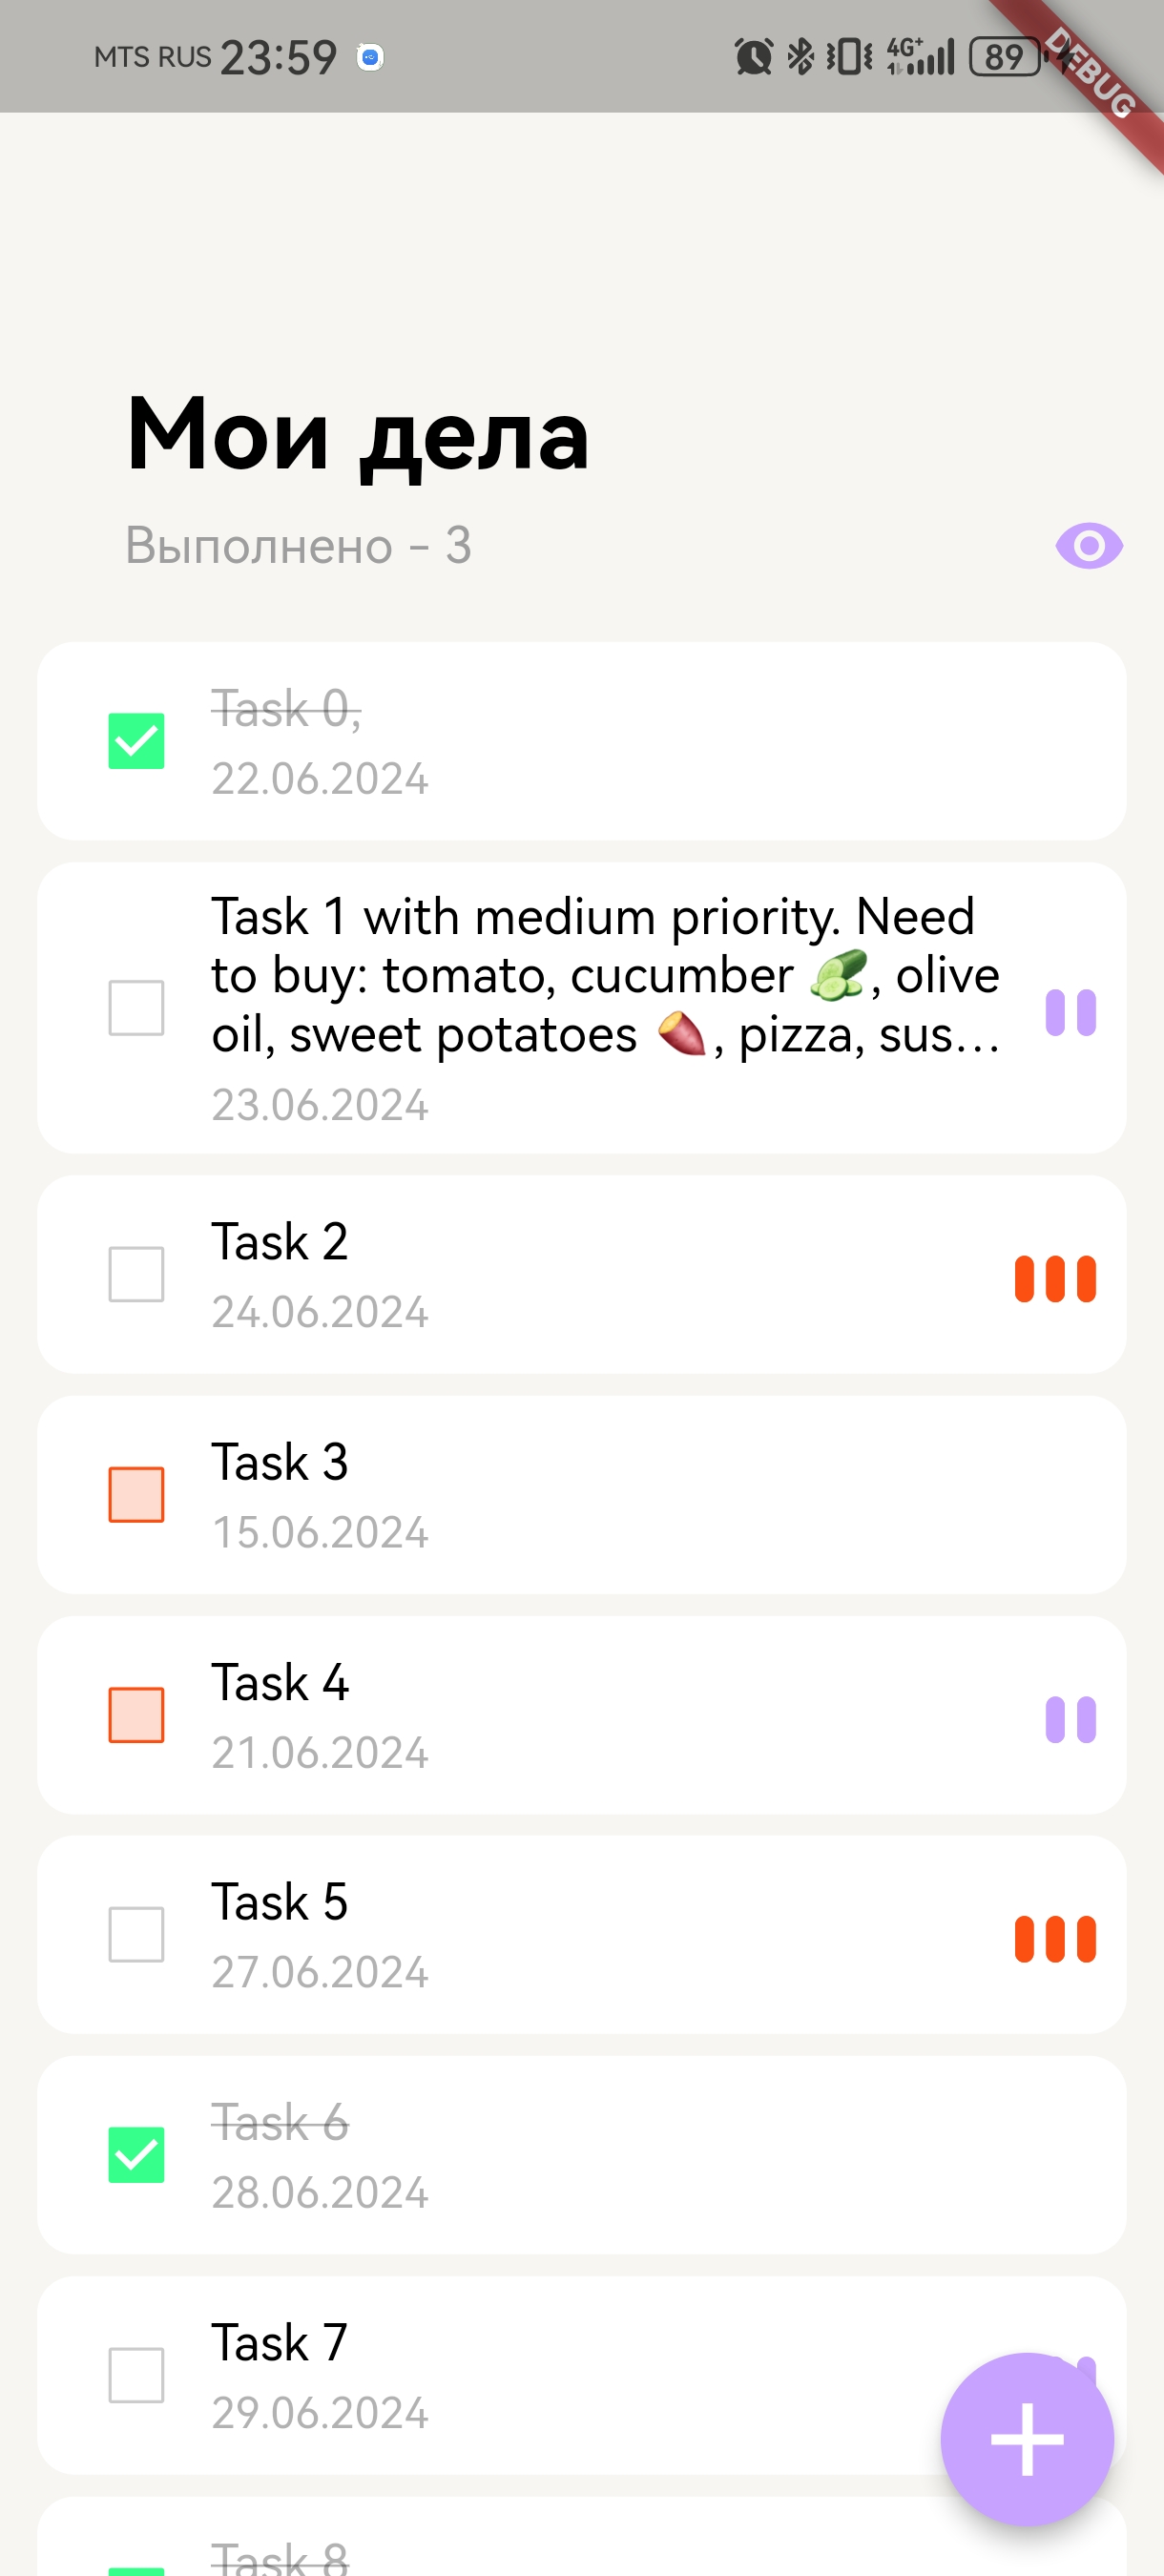 MTS RUS 23:59 4G+ 89
DEBUG
Мои дела
Выполнено - 3
Task 0,
22.06.2024
Task 1 with medium priority. Need
to buy: tomato, cucumber 🥒, olive
oil, sweet potatoes 🍠, pizza, sus...
23.06.2024
Task 2
24.06.2024
Task 3
15.06.2024
Task 4
21.06.2024
Task 5
27.06.2024
Task 6
28.06.2024
Task 7
29.06.2024
Task 8